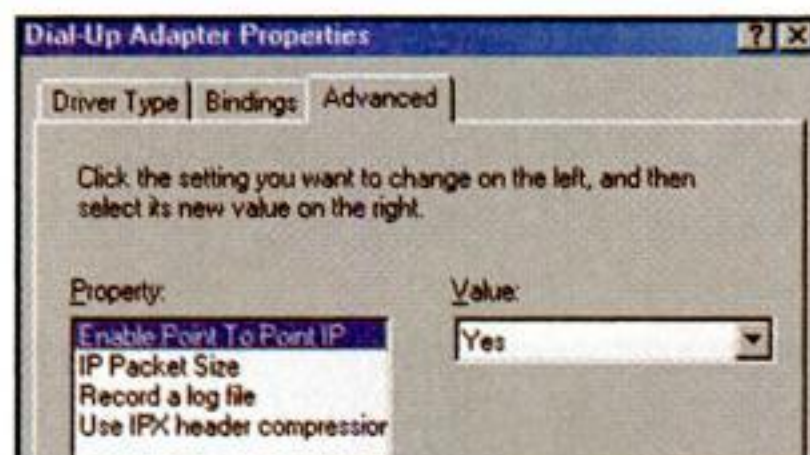 Dial-Up Adapter Properties
Driver Type
Bindings
Advanced
Click the setting you want to change on the left, and then
select its new value on the right.
Property:
Value:
Enable Point To Point IP
Yes
IP Packet Size
Record a log file
Use IPX header compression